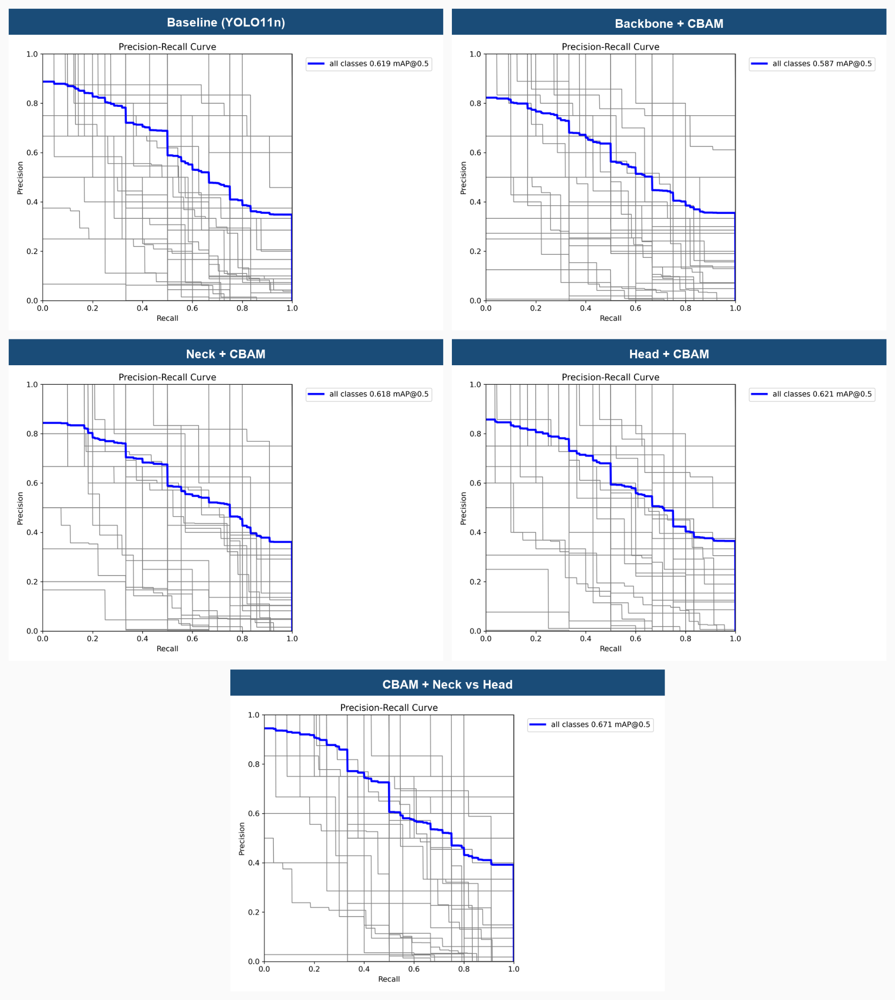 Baseline (YOLO11n)
Precision-Recall Curve
all classes 0.619 mAP@0.5
1.0
0.8
0.6
0.4
0.2
0.0
Precision
0.0 0.2 0.4 0.6 0.8 1.0
Recall
Backbone + CBAM
Precision-Recall Curve
all classes 0.587 mAP@0.5
1.0
0.8
0.6
0.4
0.2
0.0
Precision
0.0 0.2 0.4 0.6 0.8 1.0
Recall
Neck + CBAM
Precision-Recall Curve
all classes 0.618 mAP@0.5
1.0
0.8
0.6
0.4
0.2
0.0
Precision
0.0 0.2 0.4 0.6 0.8 1.0
Recall
Head + CBAM
Precision-Recall Curve
all classes 0.621 mAP@0.5
1.0
0.8
0.6
0.4
0.2
0.0
Precision
0.0 0.2 0.4 0.6 0.8 1.0
Recall
CBAM + Neck vs Head
Precision-Recall Curve
all classes 0.671 mAP@0.5
1.0
0.8
0.6
0.4
0.2
0.0
Precision
0.0 0.2 0.4 0.6 0.8 1.0
Recall